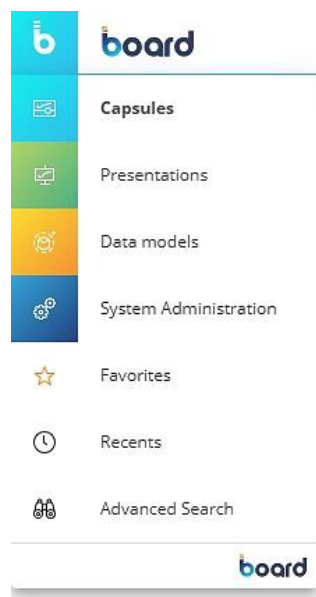 b board
Capsules
Presentations
Data models
System Administration
Favorites
Recents
Advanced Search
board